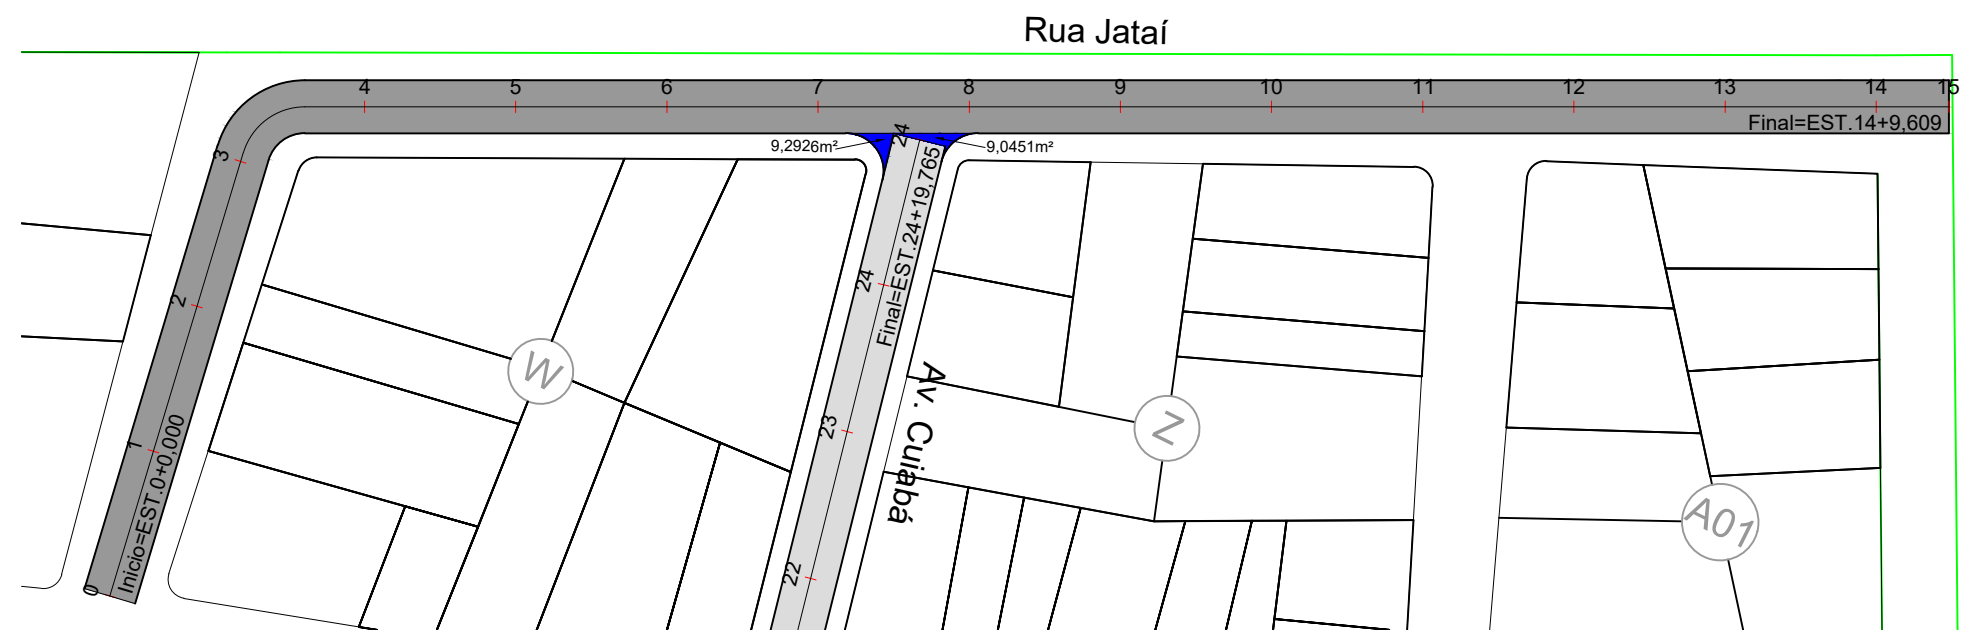 Rua Jataí
4 5 6 7 8 9 10 11 12 13 14 15
Final=EST.14+9,609
9,2926m²
24
9,0451m²
3
2
1
0
Inicio=EST.0+0,000
Final=EST.24+19,765
24
23
22
Av. Cuiabá
W
Z
A01